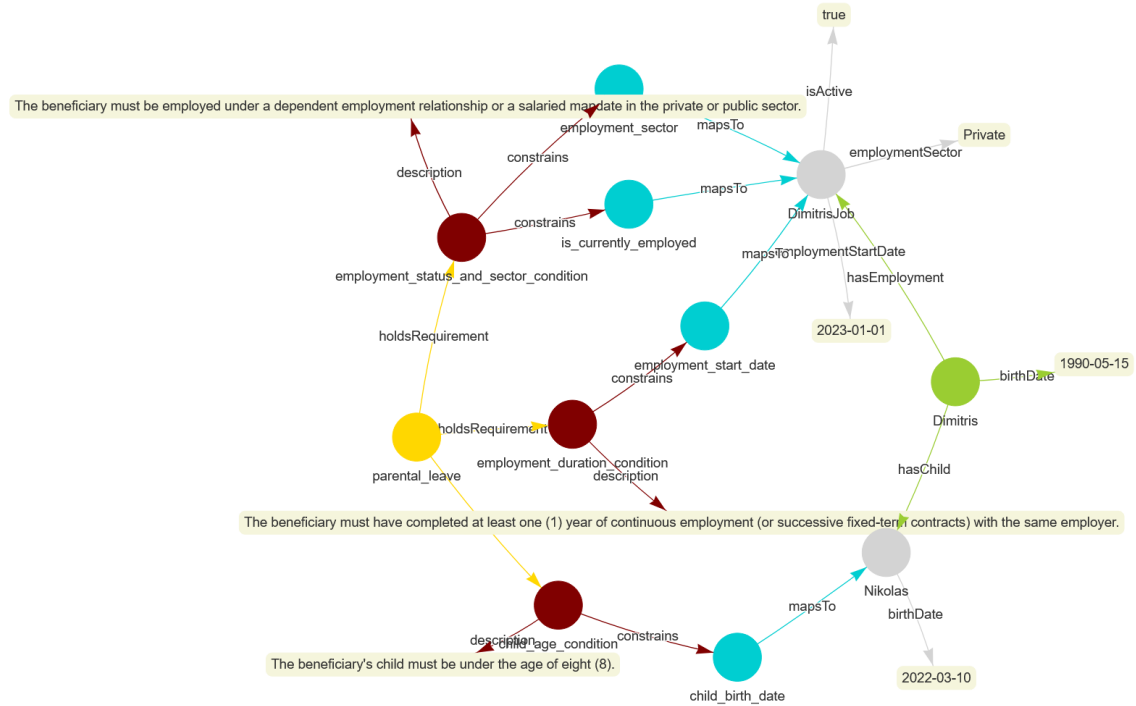 true
isActive
The beneficiary must be employed under a dependent employment relationship or a salaried mandate in the private or public sector.
employment_sector
mapsTo
Private
employmentSector
constrains
description
mapsTo
DimitrisJob
constrains
is_currently_employed
mapsTo
employmentStartDate
employment_status_and_sector_condition
hasEmployment
2023-01-01
holdsRequirement
employment_start_date
1990-05-15
birthDate
constrains
Dimitris
holdsRequirement
employment_duration_condition
hasChild
parental_leave
description
The beneficiary must have completed at least one (1) year of continuous employment (or successive fixed-term contracts) with the same employer.
Nikolas
mapsTo
birthDate
description
child_age_condition
constrains
The beneficiary's child must be under the age of eight (8).
2022-03-10
child_birth_date